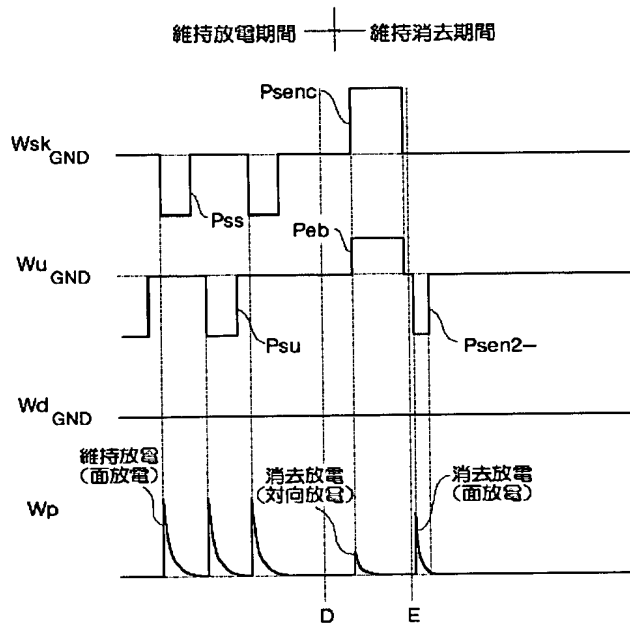 維持放電期間
維持消去期間
Psenc
Wsk GND
Pss
Peb
Wu GND
Psu
Psen2−
Wd GND
維持放電
(面放電)
消去放電
(対向放電)
消去放電
(面放電)
Wp
D
E